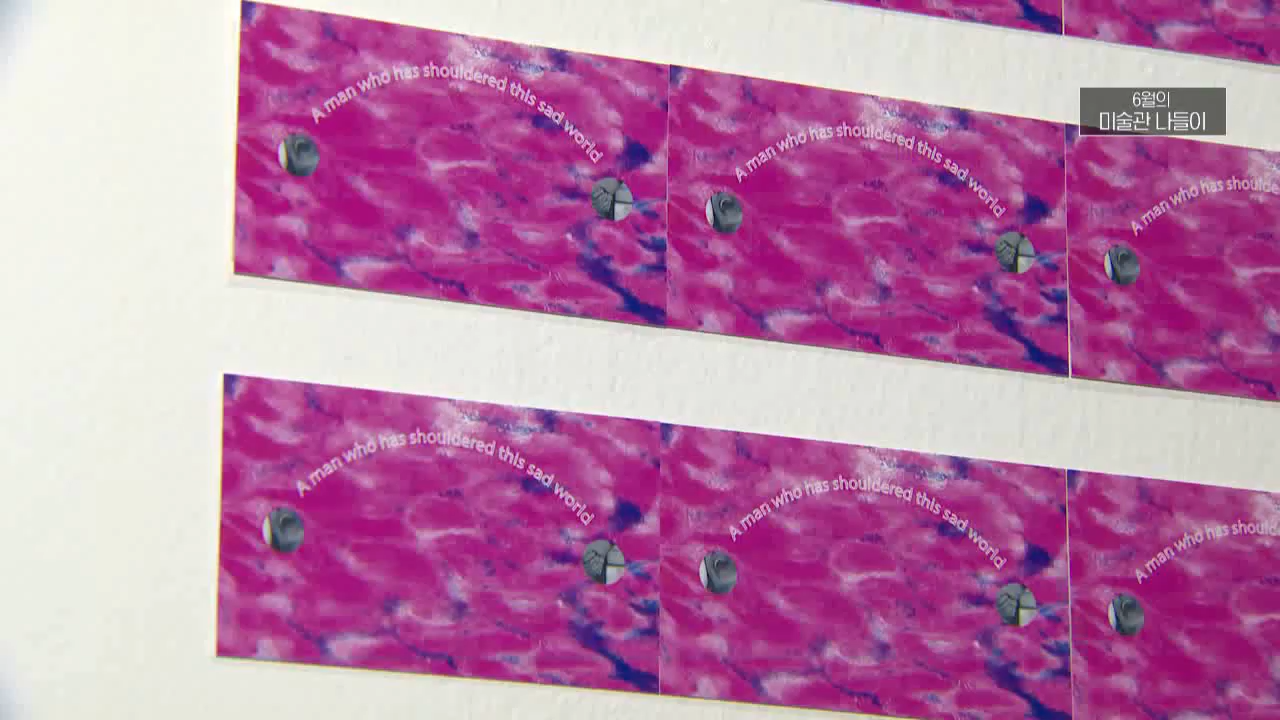 6월의
미술관 나들이
A man who has shouldered this sad world
A man who has shouldered this sad world
A man who has shoulde
A man who has shouldered this sad world
A man who has shouldered this sad world
A man who has should